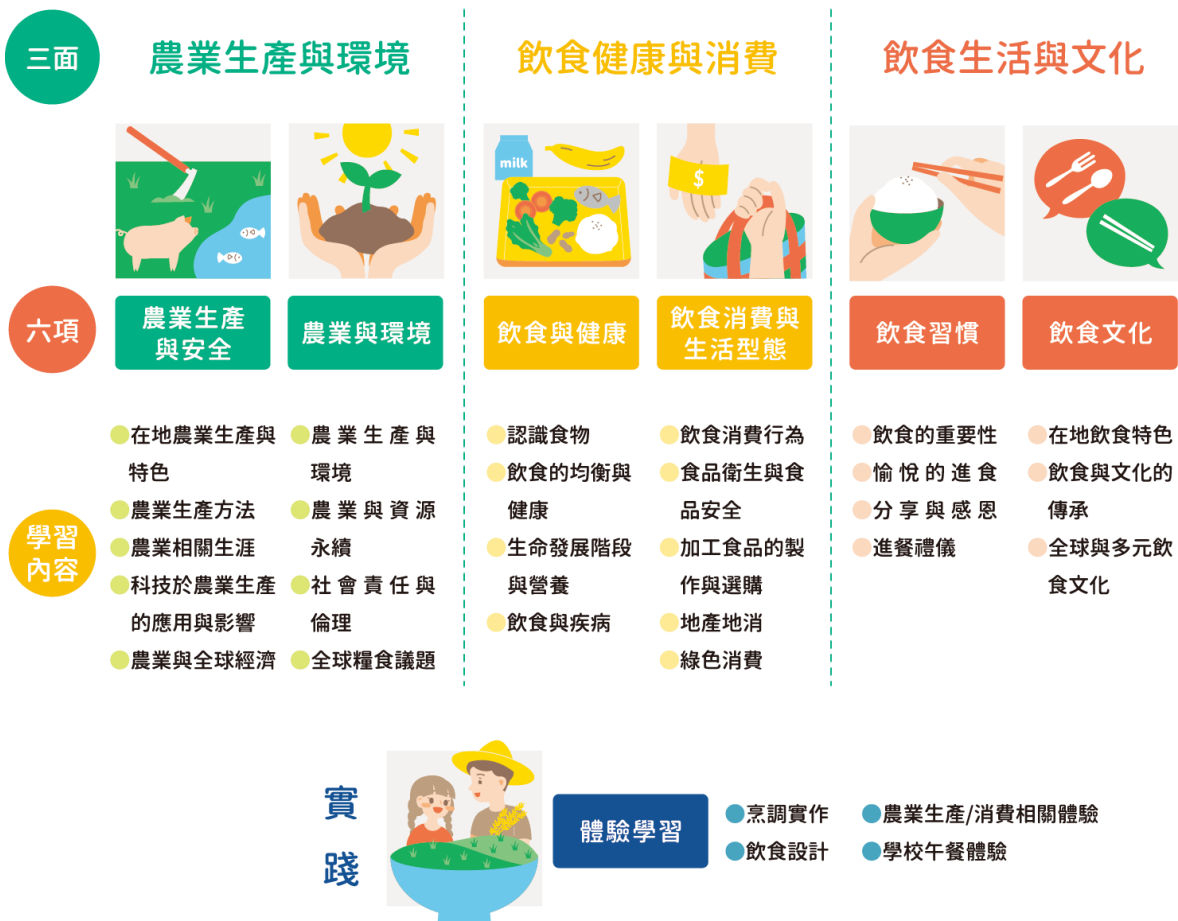 三面
農業生產與環境
飲食健康與消費
飲食生活與文化
milk
$
六項
農業生產
與安全
農業與環境
飲食與健康
飲食消費與
生活型態
飲食習慣
飲食文化
學習
內容
在地農業生產與
特色
農業生產方法
農業相關生涯
科技於農業生產
的應用與影響
農業與全球經濟
農業生產與
環境
農業與資源
永續
社會責任與
倫理
全球糧食議題
認識食物
飲食的均衡與
健康
生命發展階段
與營養
飲食與疾病
飲食消費行為
食品衛生與食
品安全
加工食品的製
作與選購
地產地消
綠色消費
飲食的重要性
愉悅的進食
分享與感恩
進餐禮儀
在地飲食特色
飲食與文化的
傳承
全球與多元飲
食文化
實
踐
體驗學習
烹調實作
飲食設計
農業生產/消費相關體驗
學校午餐體驗